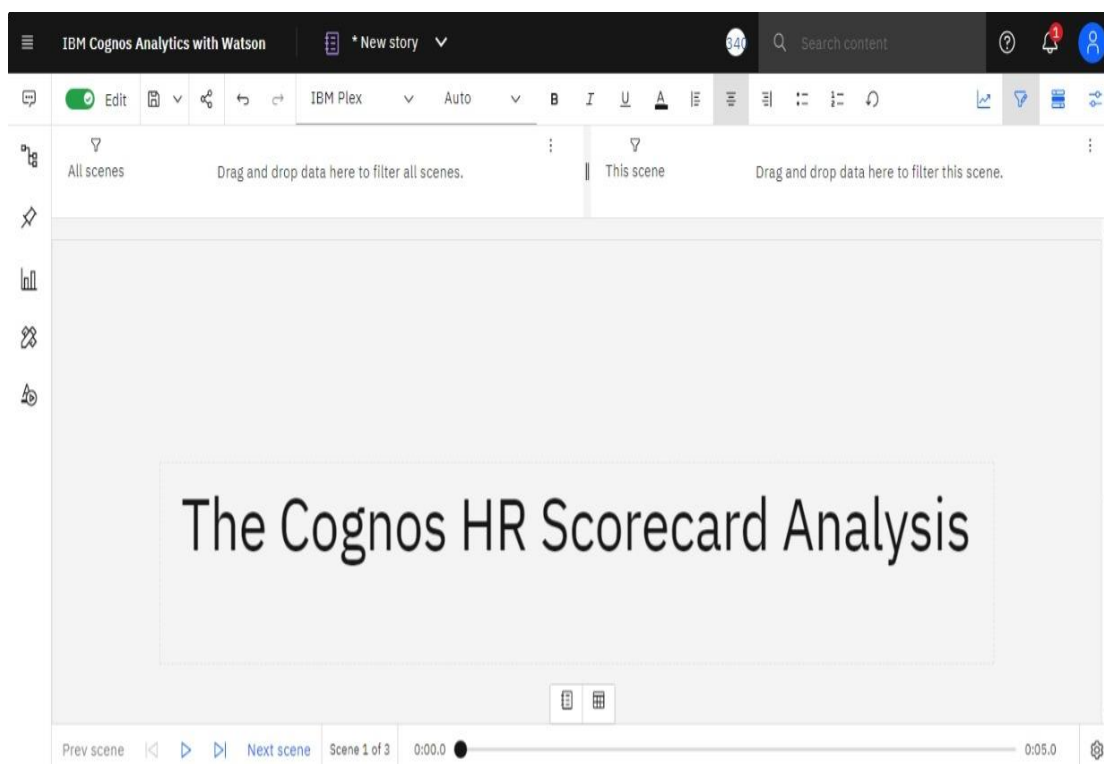 IBM Cognos Analytics with Watson * New story 340 Search content 1
Edit IBM Plex Auto B I U A
All scenes Drag and drop data here to filter all scenes. This scene Drag and drop data here to filter this scene.
The Cognos HR Scorecard Analysis
Prev scene Next scene Scene 1 of 3 0:00.0 0:05.0